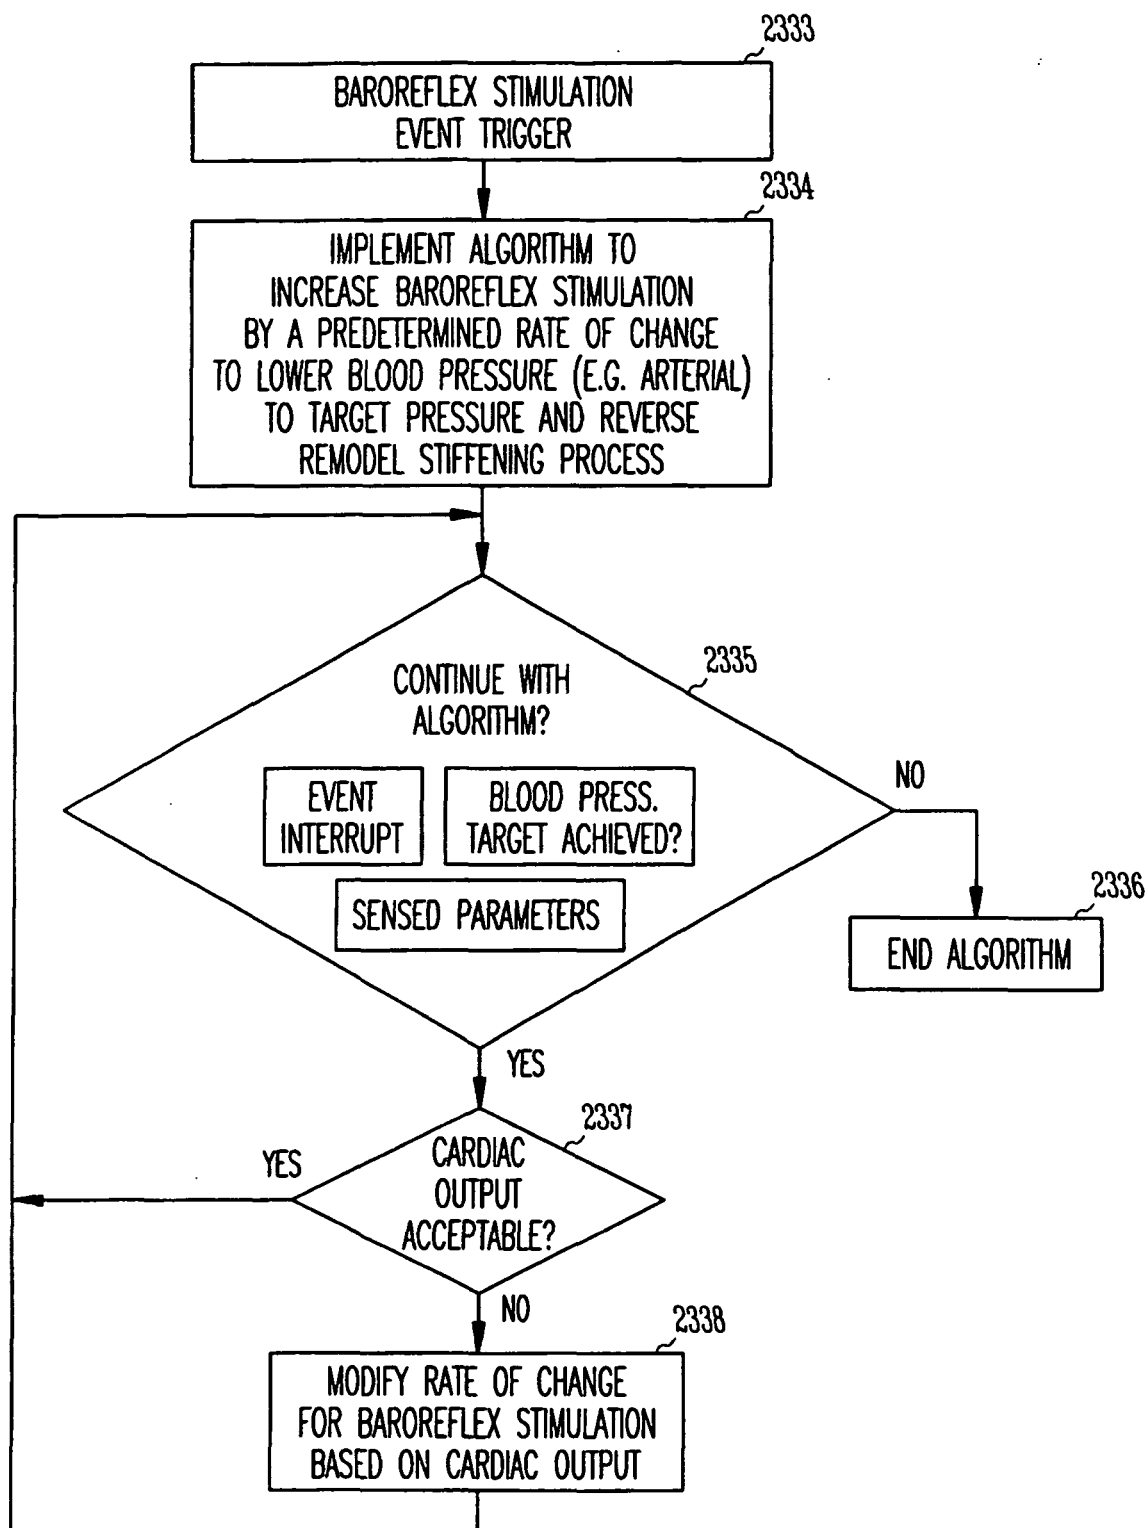 2333
BAROREFLEX STIMULATION
EVENT TRIGGER
2334
IMPLEMENT ALGORITHM TO
INCREASE BAROREFLEX STIMULATION
BY A PREDETERMINED RATE OF CHANGE
TO LOWER BLOOD PRESSURE (E.G. ARTERIAL)
TO TARGET PRESSURE AND REVERSE
REMODEL STIFFENING PROCESS
2335
CONTINUE WITH
ALGORITHM?
EVENT
INTERRUPT
BLOOD PRESS.
TARGET ACHIEVED?
SENSED PARAMETERS
NO
2336
END ALGORITHM
YES
2337
CARDIAC
OUTPUT
ACCEPTABLE?
YES
NO
2338
MODIFY RATE OF CHANGE
FOR BAROREFLEX STIMULATION
BASED ON CARDIAC OUTPUT